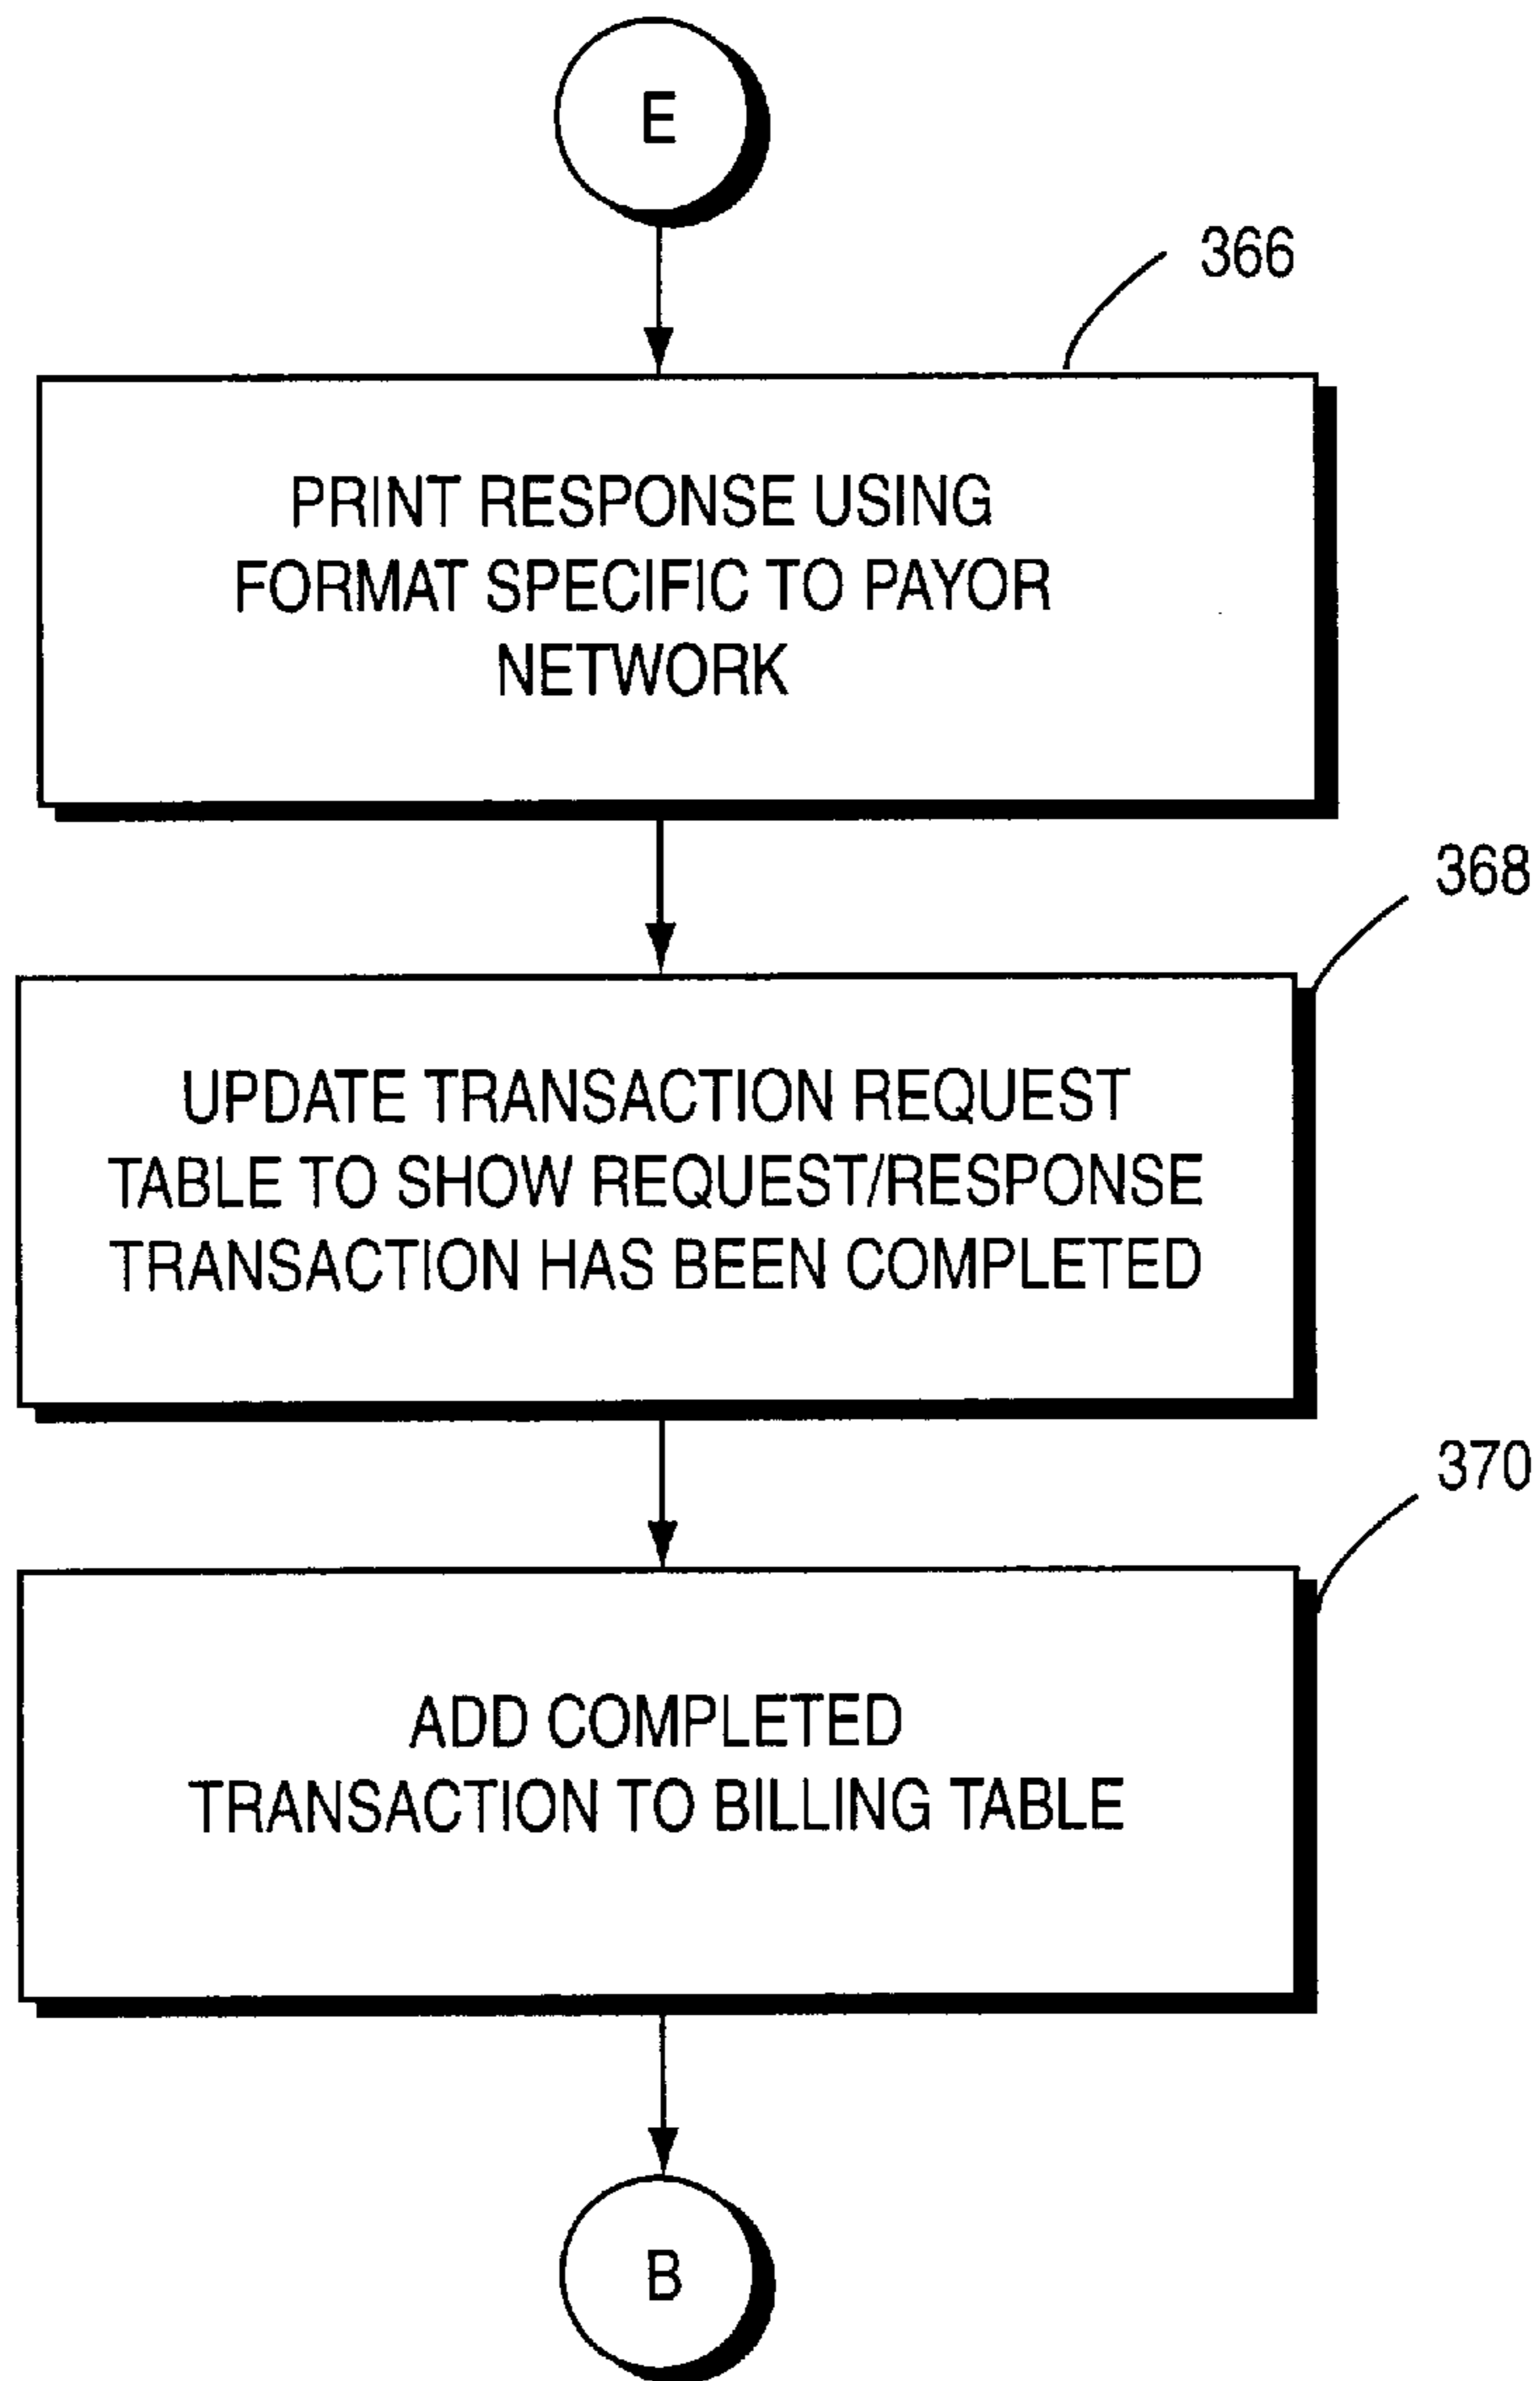 E
366
PRINT RESPONSE USING
FORMAT SPECIFIC TO PAYOR
NETWORK
368
UPDATE TRANSACTION REQUEST
TABLE TO SHOW REQUEST/RESPONSE
TRANSACTION HAS BEEN COMPLETED
370
ADD COMPLETED
TRANSACTION TO BILLING TABLE
B